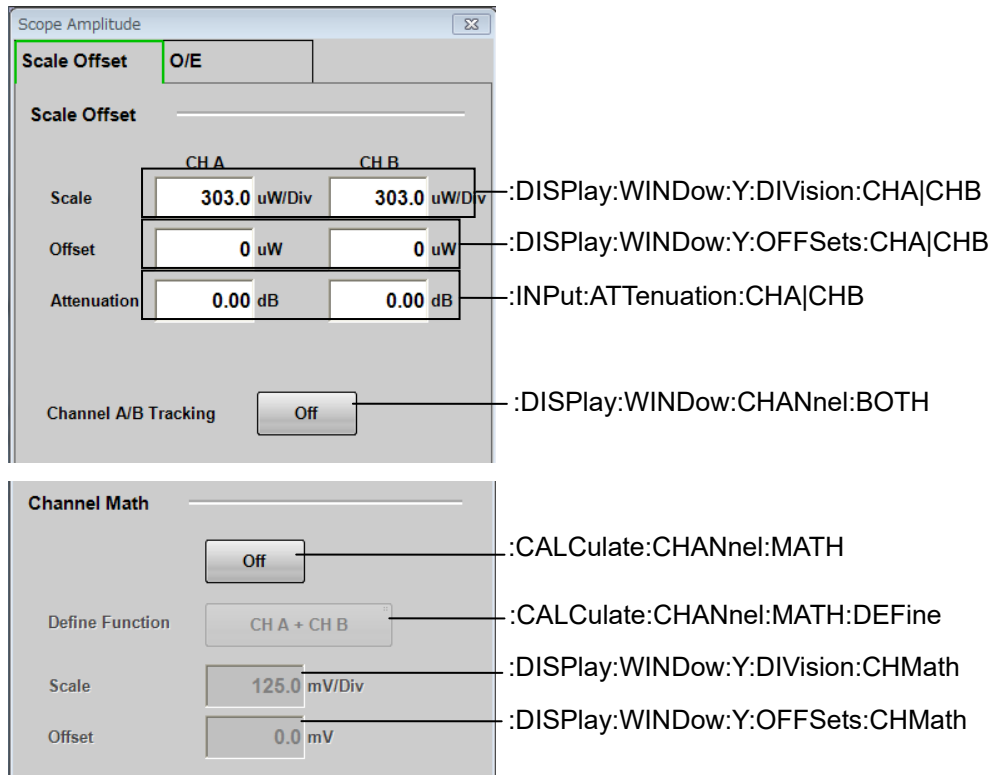 Scope Amplitude
Scale Offset O/E
Scale Offset
CH A CH B
Scale 303.0 uW/Div 303.0 uW/Div :DISPlay:WINDow:Y:DIVision:CHA|CHB
Offset 0 uW 0 uW :DISPlay:WINDow:Y:OFFSets:CHA|CHB
Attenuation 0.00 dB 0.00 dB :INPut:ATTenuation:CHA|CHB
Channel A/B Tracking Off :DISPlay:WINDow:CHANnel:BOTH
Channel Math
Off :CALCulate:CHANnel:MATH
Define Function CH A + CH B :CALCulate:CHANnel:MATH:DEFine
Scale 125.0 mV/Div :DISPlay:WINDow:Y:DIVision:CHMath
Offset 0.0 mV :DISPlay:WINDow:Y:OFFSets:CHMath